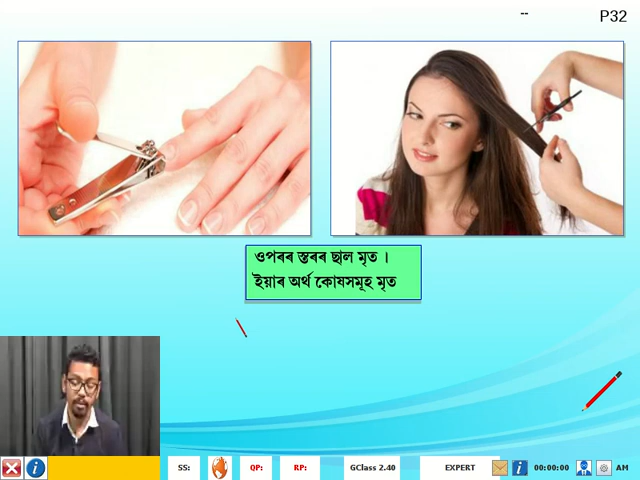 --
P32
ওপৰৰ স্তৰৰ ছাল মৃত ।
ইয়াৰ অৰ্থ কোষসমূহ মৃত
SS: QP: RP: GClass 2.40 EXPERT 00:00:00 AM